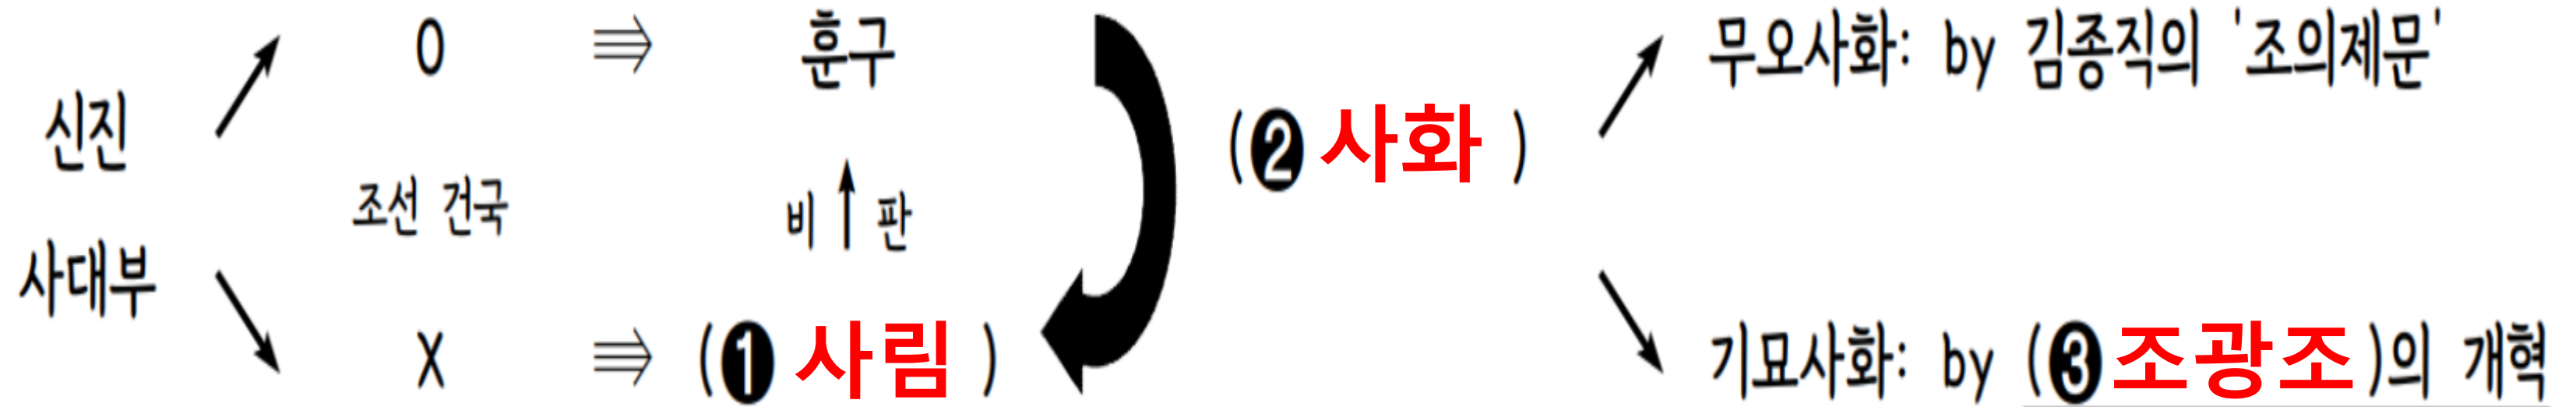 신진
사대부
O ⇛ 훈구
조선 건국
비 판
X ⇛ (❶ 사림 )
(❷ 사화 )
무오사화: by 김종직의 '조의제문'
기묘사화: by (❸조광조)의 개혁